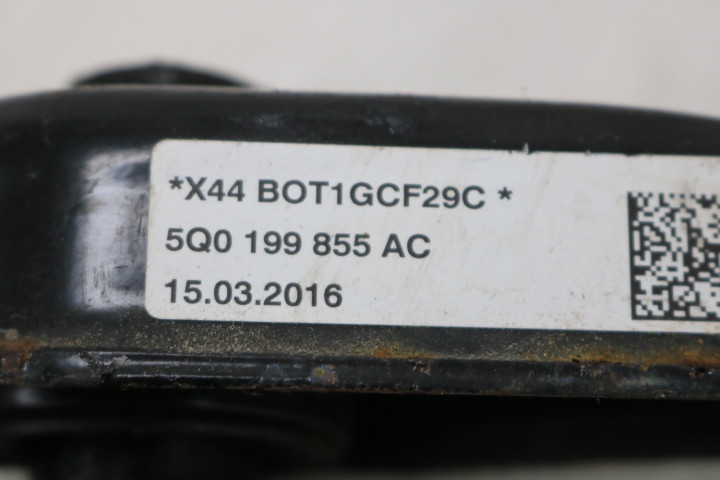 *X44 BOT1GCF29C *
5Q0 199 855 AC
15.03.2016